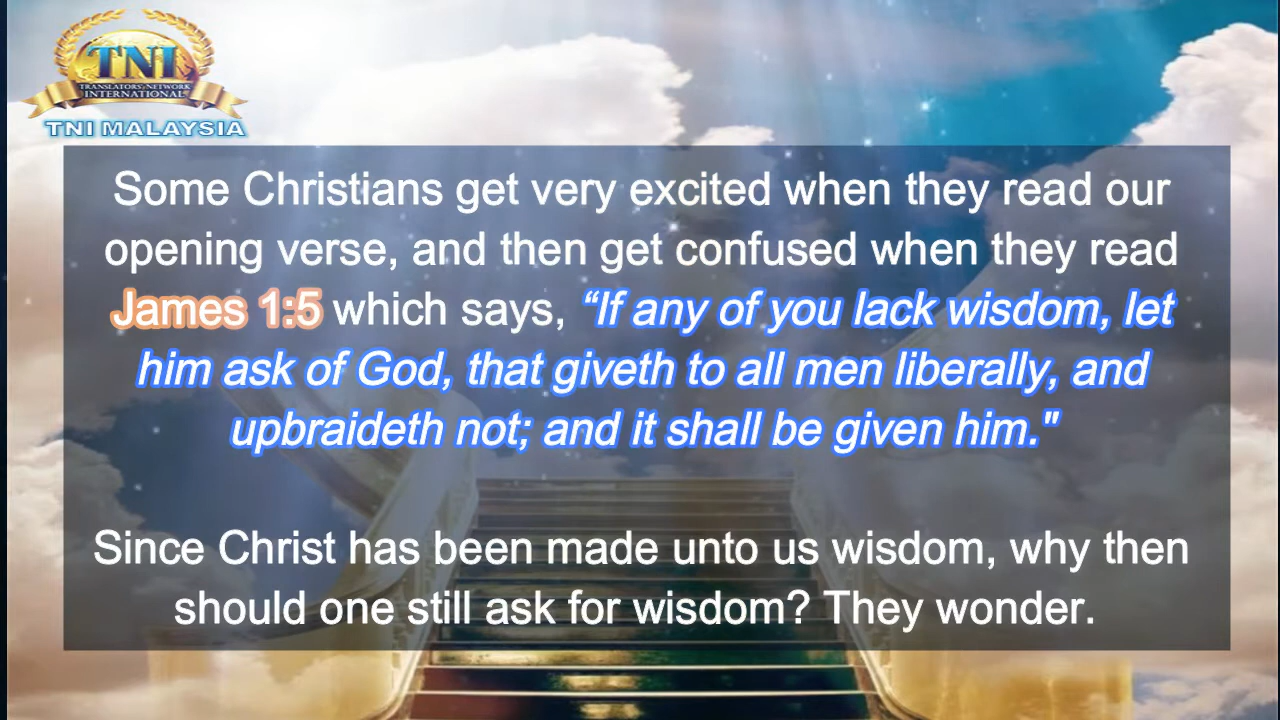 TNI
TRANSLATORS NETWORK
INTERNATIONAL
TNI MALAYSIA
Some Christians get very excited when they read our
opening verse, and then get confused when they read
James 1:5 which says, “If any of you lack wisdom, let
him ask of God, that giveth to all men liberally, and
upbraideth not; and it shall be given him."
Since Christ has been made unto us wisdom, why then
should one still ask for wisdom? They wonder.